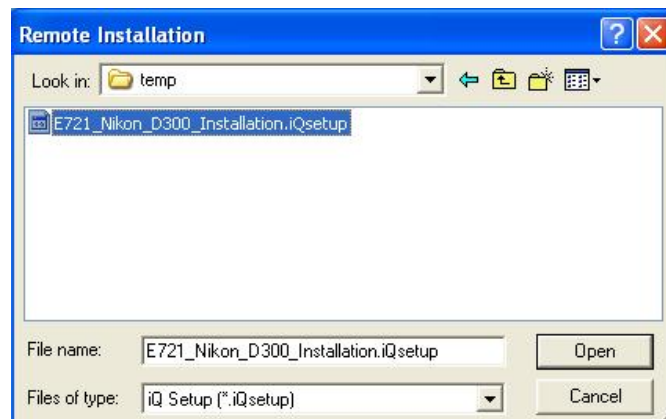 Remote Installation
Look in: temp
E721_Nikon_D300_Installation.iQsetup
File name: E721_Nikon_D300_Installation.iQsetup Open
Files of type: iQ Setup (*.iQsetup) Cancel